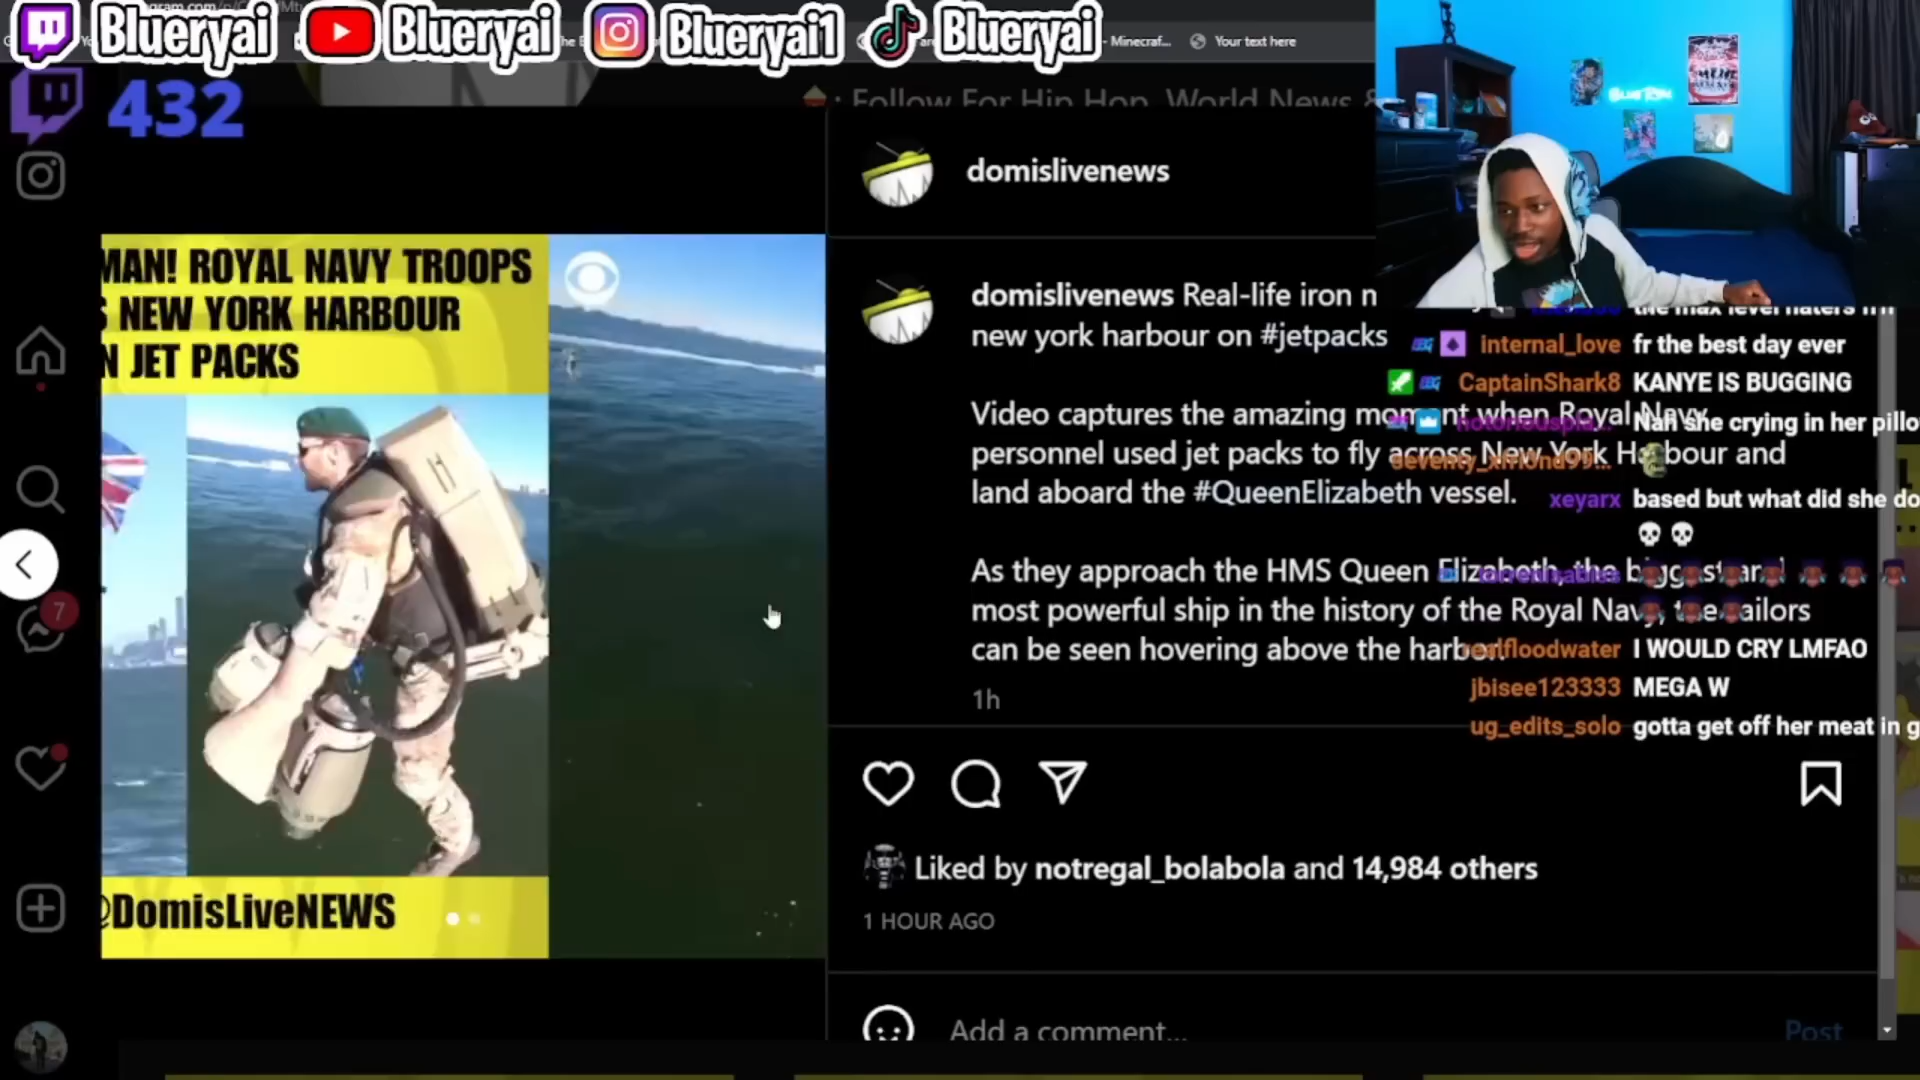 Blueryai
Blueryai
Blueryai1
Blueryai
- Minecraf...
Your text here
432
: Follow For Hip Hop, World News &
domislivenews
MAN! ROYAL NAVY TROOPS
NEW YORK HARBOUR
N JET PACKS
@DomisLiveNEWS
domislivenews Real-life iron
new york harbour on #jetpacks
Video captures the amazing moment when Royal Navy
personnel used jet packs to fly across New York Harbour and
land aboard the #QueenElizabeth vessel.
As they approach the HMS Queen Elizabeth, the biggest and
most powerful ship in the history of the Royal Navy, the sailors
can be seen hovering above the harbor.
1h
internal_love fr the best day ever
CaptainShark8 KANYE IS BUGGING
Nah she crying in her pillo
xeyarx based but what did she do
realfloodwater I WOULD CRY LMFAO
jbisee123333 MEGA W
ug_edits_solo gotta get off her meat in g
7
Liked by notregal_bolabola and 14,984 others
1 HOUR AGO
Add a comment...
Post